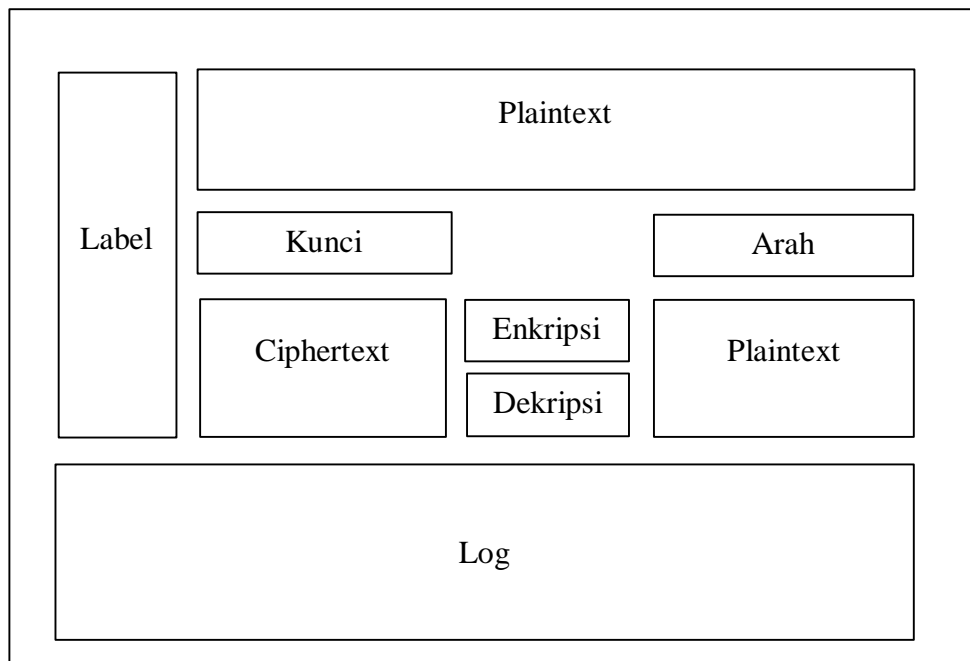 Plaintext
Label
Kunci
Arah
Ciphertext
Enkripsi
Plaintext
Dekripsi
Log